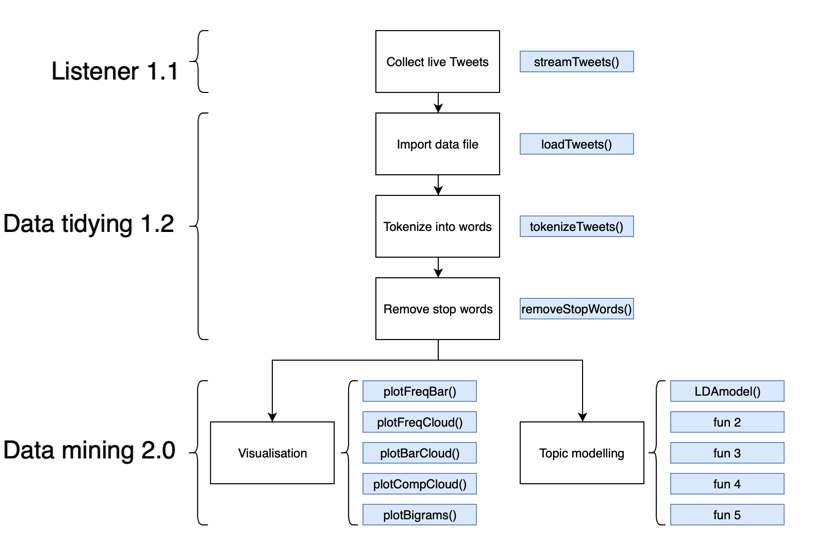 Listener 1.1
Collect live Tweets
streamTweets()
Import data file
loadTweets()
Data tidying 1.2
Tokenize into words
tokenizeTweets()
Remove stop words
removeStopWords()
Data mining 2.0
Visualisation
plotFreqBar()
plotFreqCloud()
plotBarCloud()
plotCompCloud()
plotBigrams()
Topic modelling
LDAmodel()
fun 2
fun 3
fun 4
fun 5